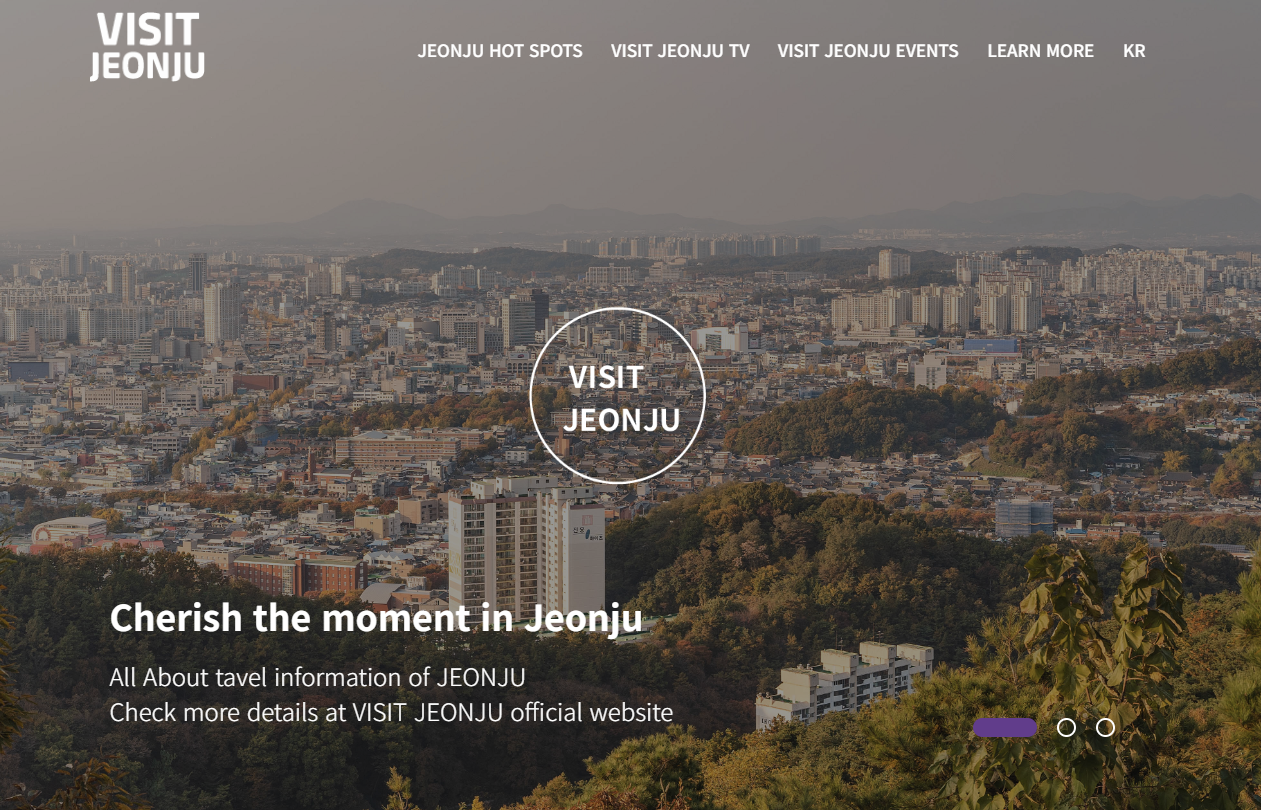 VISIT
JEONJU
JEONJU HOT SPOTS VISIT JEONJU TV VISIT JEONJU EVENTS LEARN MORE KR
VISIT
JEONJU
Cherish the moment in Jeonju
All About tavel information of JEONJU
Check more details at VISIT JEONJU official website